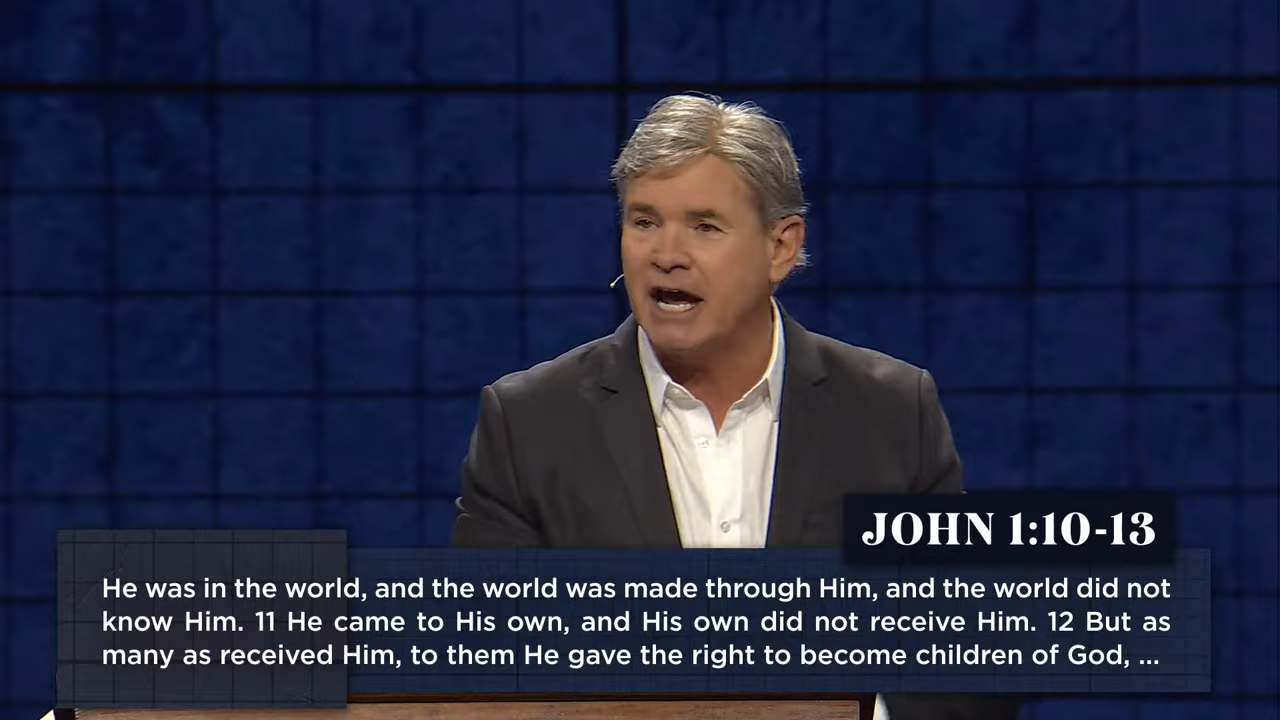 JOHN 1:10-13
He was in the world, and the world was made through Him, and the world did not
know Him. 11 He came to His own, and His own did not receive Him. 12 But as
many as received Him, to them He gave the right to become children of God, ...